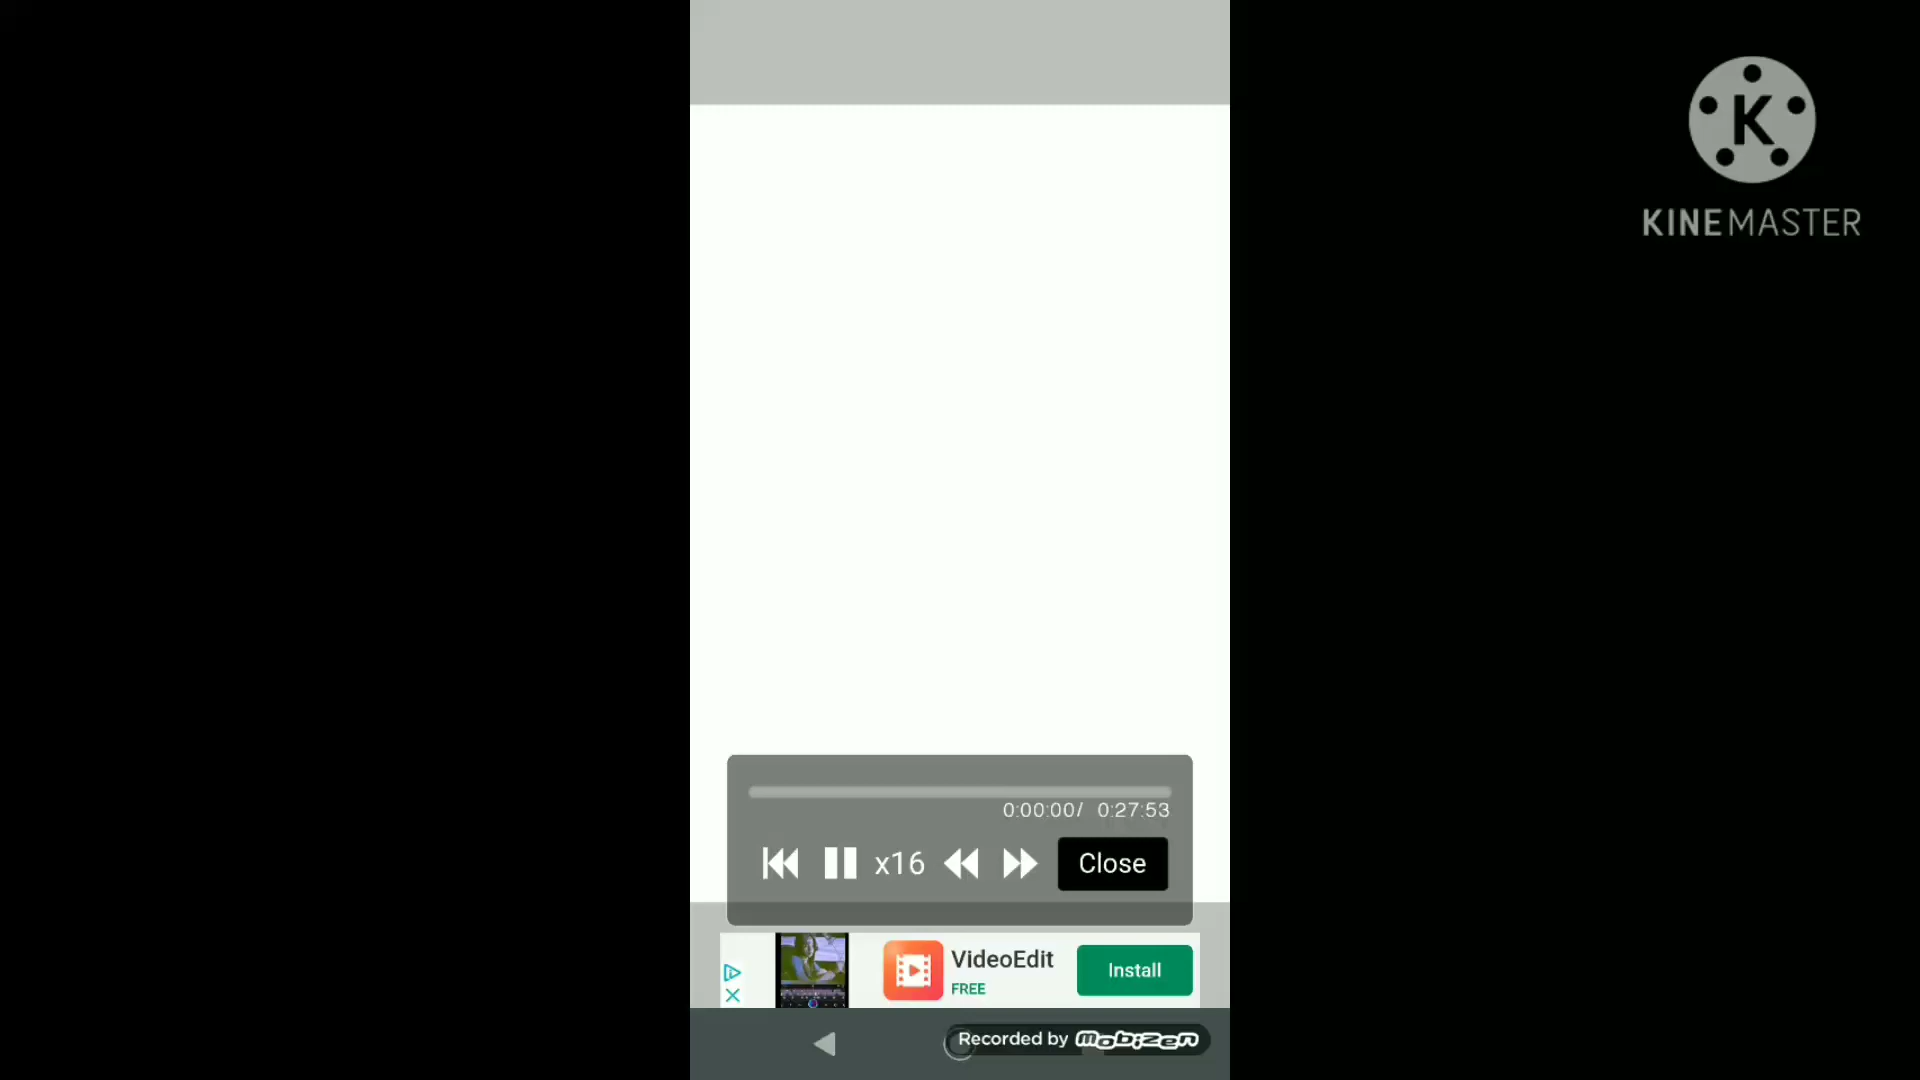 K
KINEMASTER
0:00:00/ 0:27:53
x16
Close
VideoEdit
FREE
Install
Recorded by mobizen